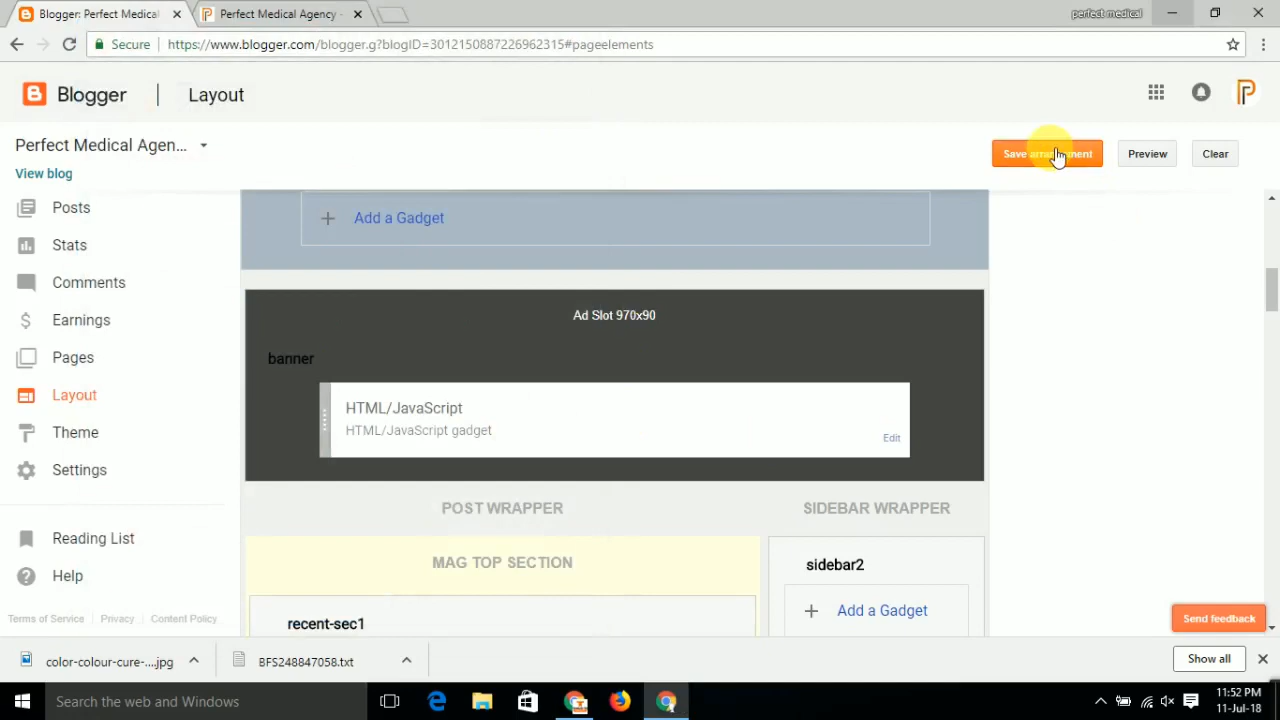 Blogger: Perfect Medical
Perfect Medical Agency -
perfect medical
Secure
https://www.blogger.com/blogger.g?blogID=3012150887226962315#pageelements
Blogger
Layout
Perfect Medical Agen...
View blog
Save arrangement
Preview
Clear
Posts
Stats
Comments
Earnings
Pages
Layout
Theme
Settings
Reading List
Help
Terms of Service
Privacy
Content Policy
Add a Gadget
Ad Slot 970x90
banner
HTML/JavaScript
HTML/JavaScript gadget
Edit
POST WRAPPER
SIDEBAR WRAPPER
MAG TOP SECTION
recent-sec1
sidebar2
Add a Gadget
Send feedback
color-colour-cure-....jpg
BFS248847058.txt
Show all
Search the web and Windows
11:52 PM
11-Jul-18